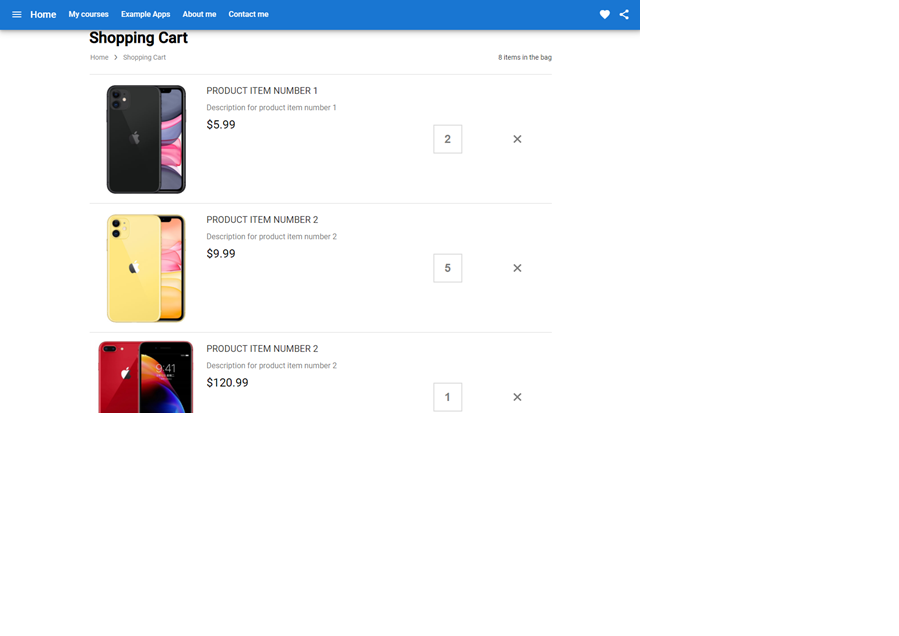 Home My courses Example Apps About me Contact me
Shopping Cart
Home > Shopping Cart 8 items in the bag
PRODUCT ITEM NUMBER 1
Description for product item number 1
$5.99
2 ×
PRODUCT ITEM NUMBER 2
Description for product item number 2
$9.99
5 ×
PRODUCT ITEM NUMBER 2
9:41
Description for product item number 2
$120.99
1 ×